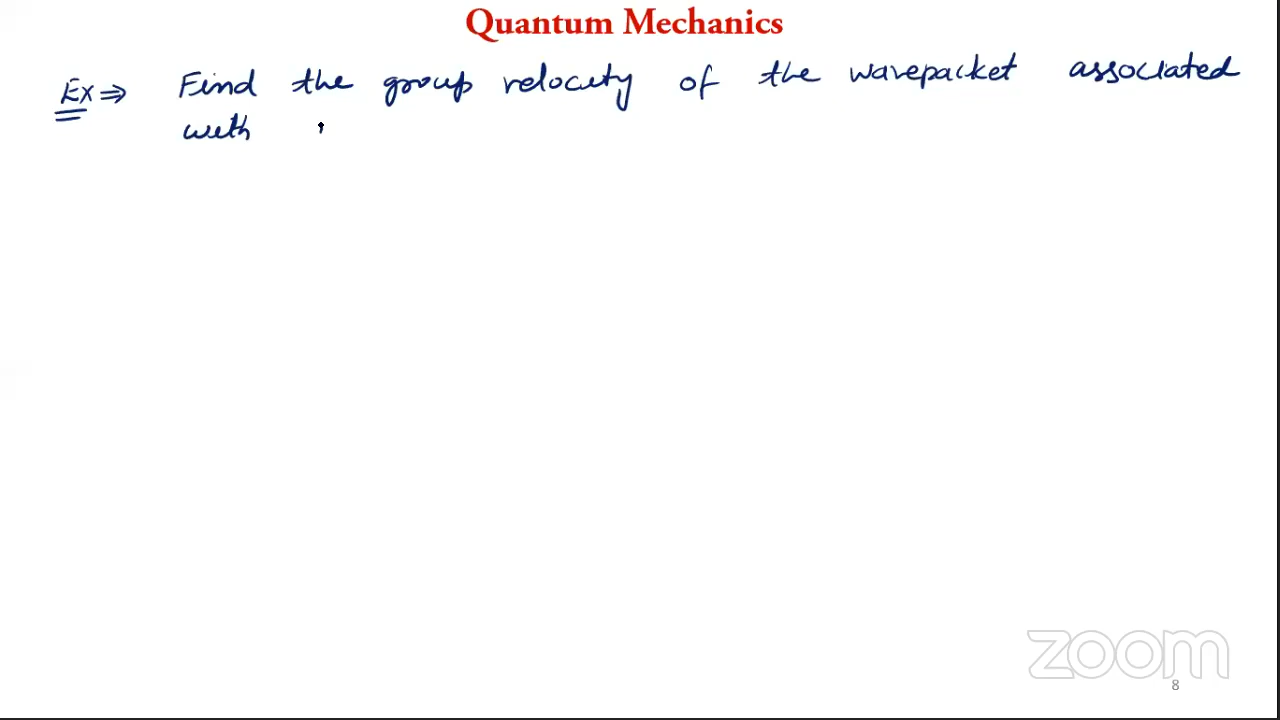 Quantum Mechanics
Ex ⇒ Find the group velocity of the wavepacket associated
with
zoom
8